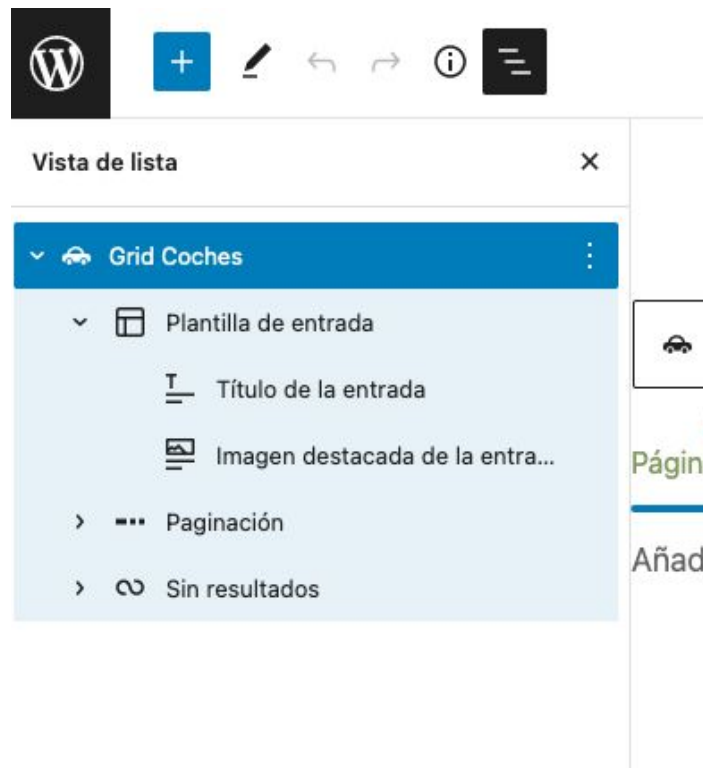 Vista de lista
Grid Coches
Plantilla de entrada
Título de la entrada
Imagen destacada de la entra...
Paginación
Sin resultados
Págin
Añad